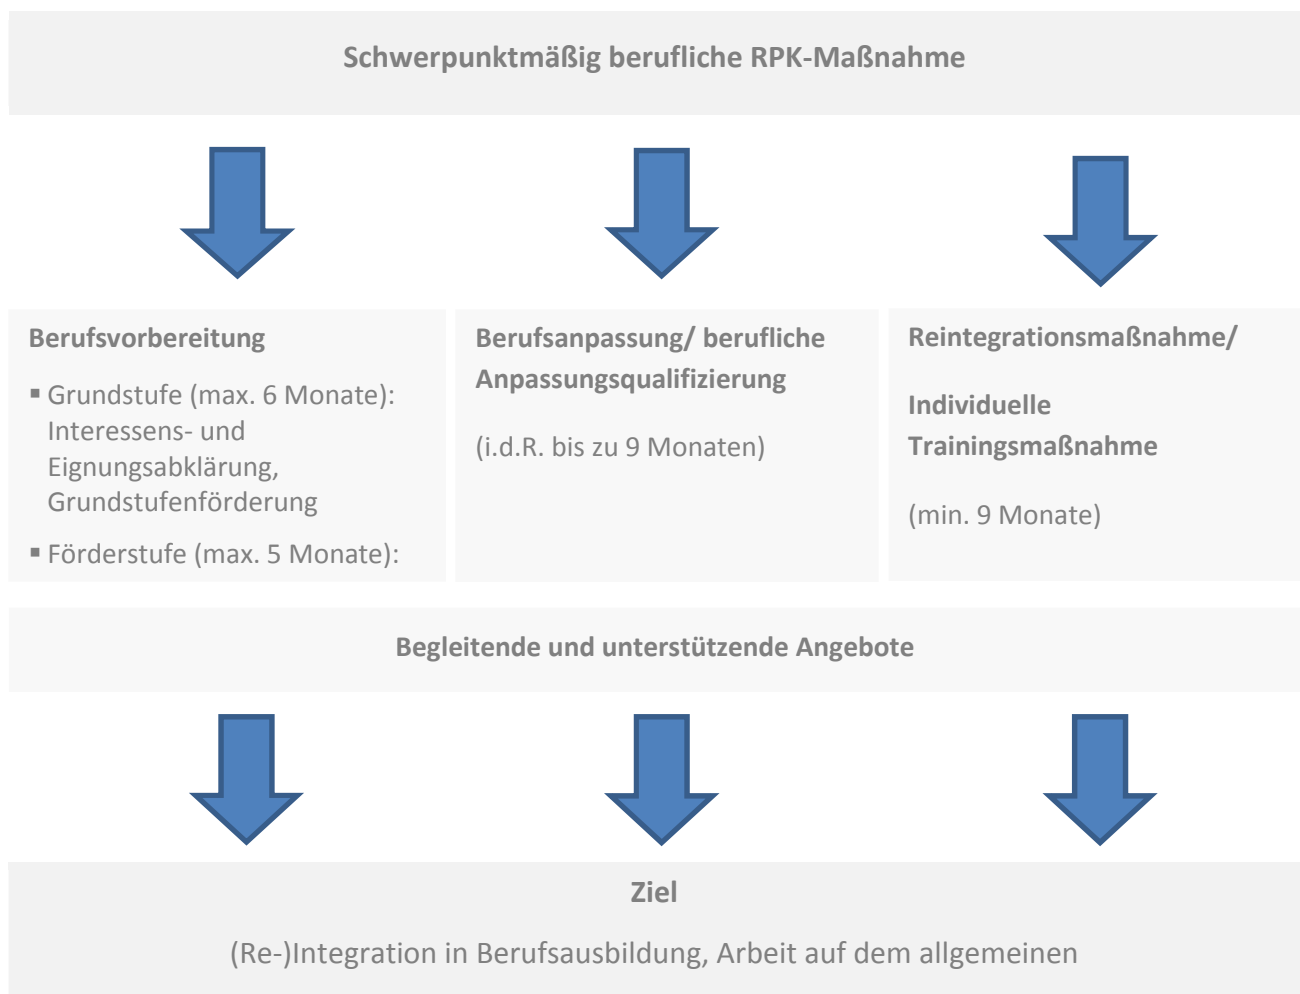 Schwerpunktmäßig berufliche RPK-Maßnahme
Berufsvorbereitung
▪ Grundstufe (max. 6 Monate):
Interessens- und
Eignungsabklärung,
Grundstufenförderung
▪ Förderstufe (max. 5 Monate):
Berufsanpassung/ berufliche
Anpassungsqualifizierung
(i.d.R. bis zu 9 Monaten)
Reintegrationsmaßnahme/
Individuelle
Trainingsmaßnahme
(min. 9 Monate)
Begleitende und unterstützende Angebote
Ziel
(Re-)Integration in Berufsausbildung, Arbeit auf dem allgemeinen